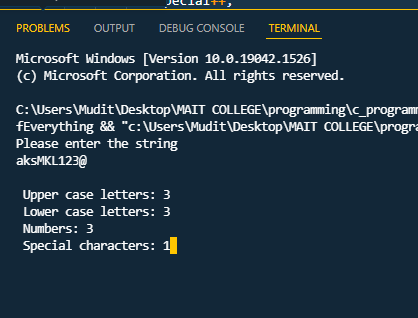 pecial++;
PROBLEMS OUTPUT DEBUG CONSOLE TERMINAL
Microsoft Windows [Version 10.0.19042.1526]
(c) Microsoft Corporation. All rights reserved.
C:\Users\Mudit\Desktop\MAIT COLLEGE\programming\c_programm
fEverything && "c:\Users\Mudit\Desktop\MAIT COLLEGE\progra
Please enter the string
aksMKL123@
Upper case letters: 3
Lower case letters: 3
Numbers: 3
Special characters: 1